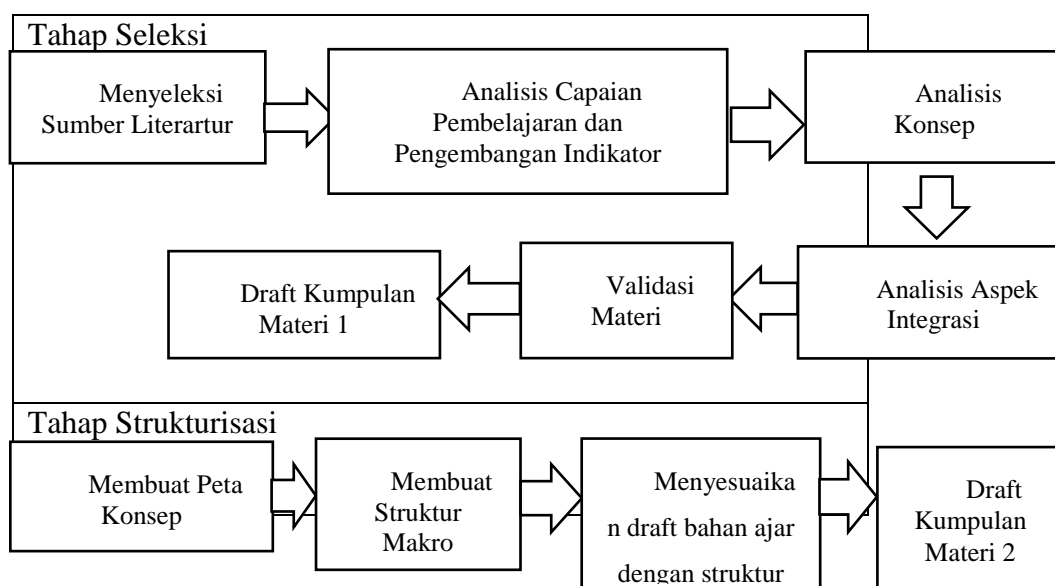 Tahap Seleksi
Menyeleksi
Sumber Literartur
Analisis Capaian
Pembelajaran dan
Pengembangan Indikator
Analisis
Konsep
Analisis Aspek
Integrasi
Validasi
Materi
Draft Kumpulan
Materi 1
Tahap Strukturisasi
Membuat Peta
Konsep
Membuat
Struktur
Makro
Menyesuaika
n draft bahan ajar
dengan struktur
Draft
Kumpulan
Materi 2